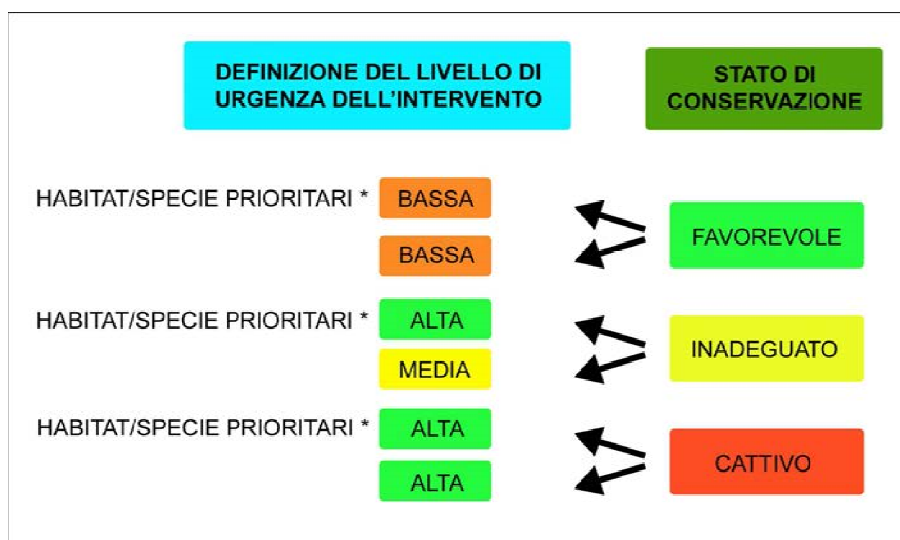 DEFINIZIONE DEL LIVELLO DI
URGENZA DELL'INTERVENTO
STATO DI
CONSERVAZIONE
HABITAT/SPECIE PRIORITARI *
BASSA
BASSA
FAVOREVOLE
HABITAT/SPECIE PRIORITARI *
ALTA
MEDIA
INADEGUATO
HABITAT/SPECIE PRIORITARI *
ALTA
ALTA
CATTIVO